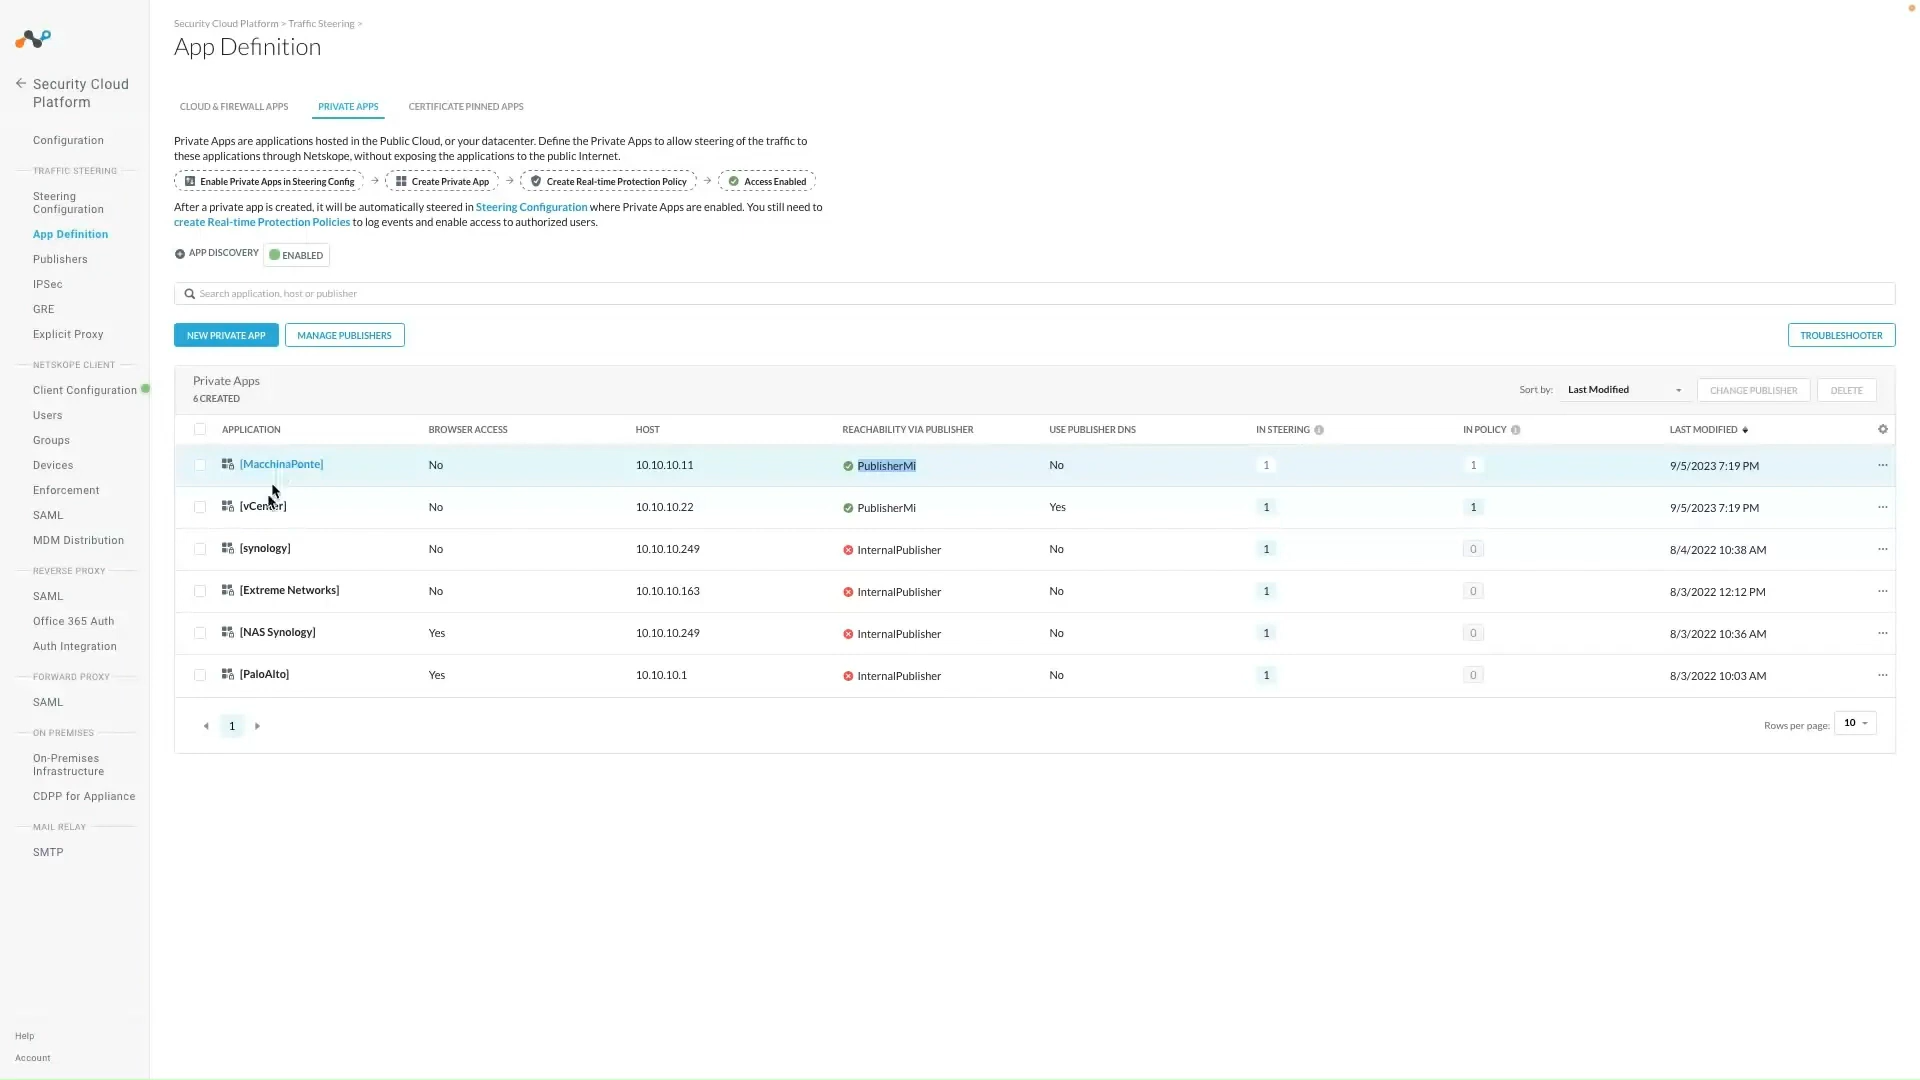 Security Cloud Platform > Traffic Steering >
App Definition
Security Cloud
Platform
Configuration
TRAFFIC STEERING
Steering
Configuration
App Definition
Publishers
IPSec
GRE
Explicit Proxy
NETSKOPE CLIENT
Client Configuration
Users
Groups
Devices
Enforcement
SAML
MDM Distribution
REVERSE PROXY
SAML
Office 365 Auth
Auth Integration
FORWARD PROXY
SAML
ON PREMISES
On-Premises
Infrastructure
CDPP for Appliance
MAIL RELAY
SMTP
Help
Account
CLOUD & FIREWALL APPS PRIVATE APPS CERTIFICATE PINNED APPS
Private Apps are applications hosted in the Public Cloud, or your datacenter. Define the Private Apps to allow steering of the traffic to
these applications through Netskope, without exposing the applications to the public Internet.
Enable Private Apps in Steering Config → Create Private App → Create Real-time Protection Policy → Access Enabled
After a private app is created, it will be automatically steered in Steering Configuration where Private Apps are enabled. You still need to
create Real-time Protection Policies to log events and enable access to authorized users.
APP DISCOVERY ENABLED
Search application, host or publisher
NEW PRIVATE APP MANAGE PUBLISHERS TROUBLESHOOTER
Private Apps
6 CREATED
Sort by: Last Modified CHANGE PUBLISHER DELETE
APPLICATION BROWSER ACCESS HOST REACHABILITY VIA PUBLISHER USE PUBLISHER DNS IN STEERING IN POLICY LAST MODIFIED
[MacchinaPonte] No 10.10.10.11 PublisherMi No 1 1 9/5/2023 7:19 PM ...
[vCenter] No 10.10.10.22 PublisherMi Yes 1 1 9/5/2023 7:19 PM ...
[synology] No 10.10.10.249 InternalPublisher No 1 0 8/4/2022 10:38 AM ...
[Extreme Networks] No 10.10.10.163 InternalPublisher No 1 0 8/3/2022 12:12 PM ...
[NAS Synology] Yes 10.10.10.249 InternalPublisher No 1 0 8/3/2022 10:36 AM ...
[PaloAlto] Yes 10.10.10.1 InternalPublisher No 1 0 8/3/2022 10:03 AM ...
1 Rows per page: 10